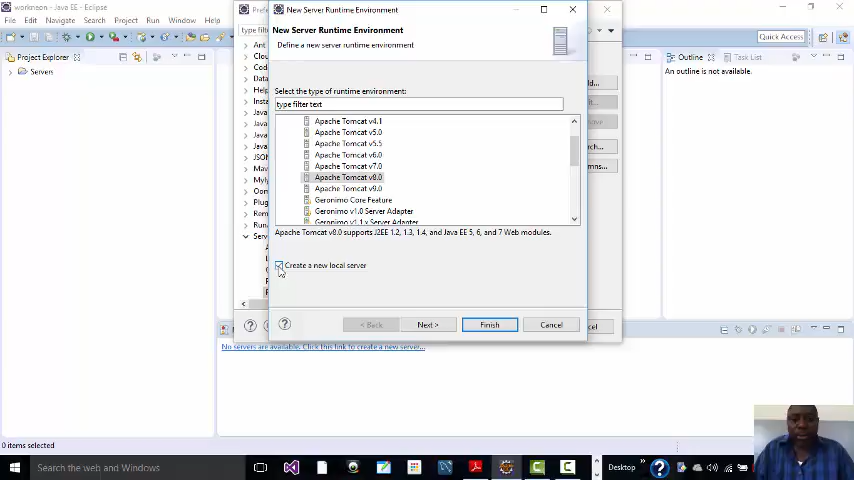 workneon - Java EE - Eclipse
File Edit Navigate Search Project Run Window Help
Quick Access
Project Explorer
Servers
Outline
Task List
An outline is not available.
New Server Runtime Environment
New Server Runtime Environment
Define a new server runtime environment
Select the type of runtime environment:
type filter text
Apache Tomcat v4.1
Apache Tomcat v5.0
Apache Tomcat v5.5
Apache Tomcat v6.0
Apache Tomcat v7.0
Apache Tomcat v8.0
Apache Tomcat v9.0
Geronimo Core Feature
Geronimo v1.0 Server Adapter
Geronimo v1.1.x Server Adapter
Apache Tomcat v8.0 supports J2EE 1.2, 1.3, 1.4, and Java EE 5, 6, and 7 Web modules.
Create a new local server
< Back
Next >
Finish
Cancel
No servers are available. Click this link to create a new server...
0 items selected
Search the web and Windows
Desktop